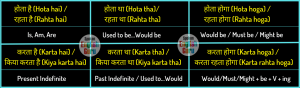 होता है (Hota hai) /
रहता है (Rahta hai)
होता था (Hota tha)/
रहता था (Rahta tha)
होता होगा (Hota hoga) /
रहता होगा (Rahta hoga)
Is, Am, Are
Used to be...Would be
Would be / Must be / Might be
करता है (Karta hai) /
किया करता है (Kiya karta hai)
करता था (Karta tha) /
किया करता था (Kiya karta tha)
करता होगा (Karta hoga) /
करता रहता होगा (Karta rahta hoga)
Present Indefinite
Past Indefinite / Used to...Would
Would/Must/Might + be + V + ing